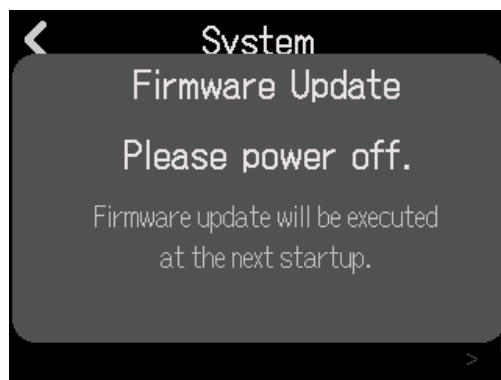 System
Firmware Update
Please power off.
Firmware update will be executed
at the next startup.
>